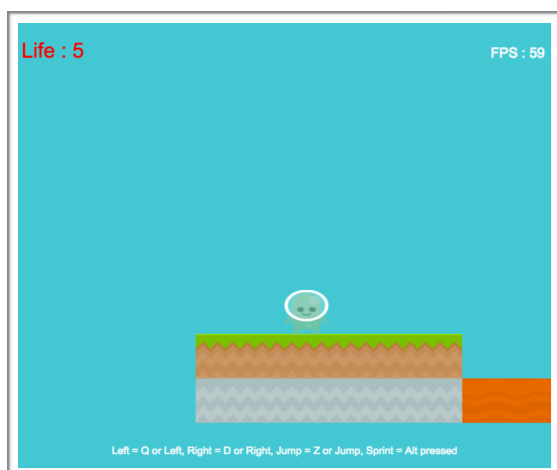 Life : 5
FPS : 59
Left = Q or Left, Right = D or Right, Jump = Z or Jump, Sprint = Alt pressed